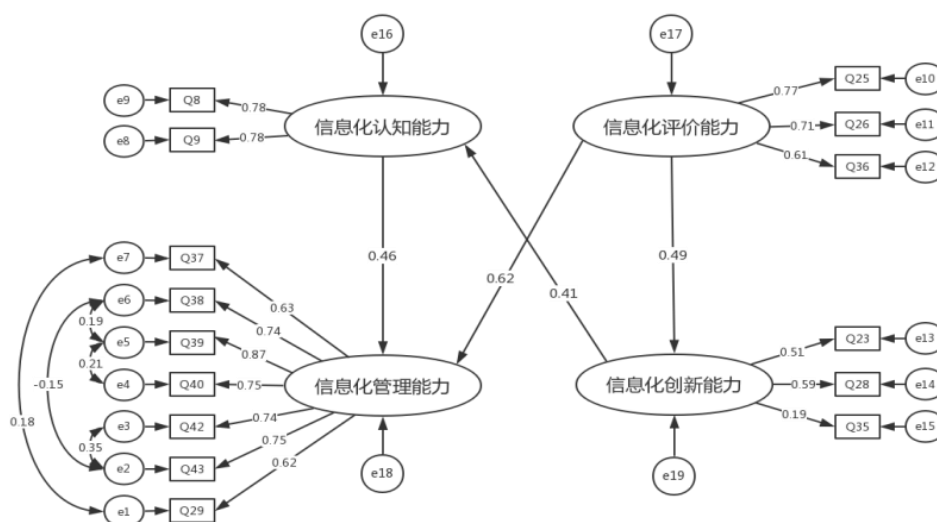 e16
e17
e9 Q8 0.78
Q25 e10
0.77
信息化认知能力
信息化评价能力
0.71 Q26 e11
e8 Q9 0.78
0.61 Q36 e12
0.46
0.62
0.41
0.49
e7 Q37
0.63
e6 Q38
0.19
0.74
e5 Q39
0.87
0.21
e4 Q40 0.75
-0.15
0.18
信息化管理能力
信息化创新能力
0.51 Q23 e13
0.59 Q28 e14
0.19 Q35 e15
e3 Q42 0.74
0.35
e2 Q43 0.75
0.62
e1 Q29
e18
e19